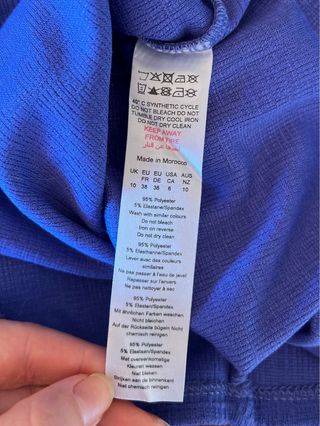 40° C SYNTHETIC CYCLE
DO NOT BLEACH DO NOT
TUMBLE DRY COOL IRON
DO NOT DRY CLEAN
KEEP AWAY
FROM FIRE
ابقها عن النار
Made in Morocco
UK EU EU USA AUS
FR DE CA NZ
10 38 36 6 10
95% Polyester
5% Elastane/Spandex
Wash with similar colours
Do not bleach
Iron on reverse
Do not dry clean
95% Polyester
5% Elasthanne/Spandex
Laver avec des couleurs
similaires
Ne pas passer à l'eau de javel
Repasser sur l'envers
Ne pas nettoyer à sec
95% Polyester
5% Elastan/Spandex
Mit ähnlichen Farben waschen.
Nicht bleichen
Auf der Rückseite bügeln Nicht
chemisch reinigen
95% Polyester
5% Elastaan/Spandex
Met overeenkomstige
Kleuren wassen
Niet bleken
Strijken aan de binnenkant
Niet chemisch reinigen